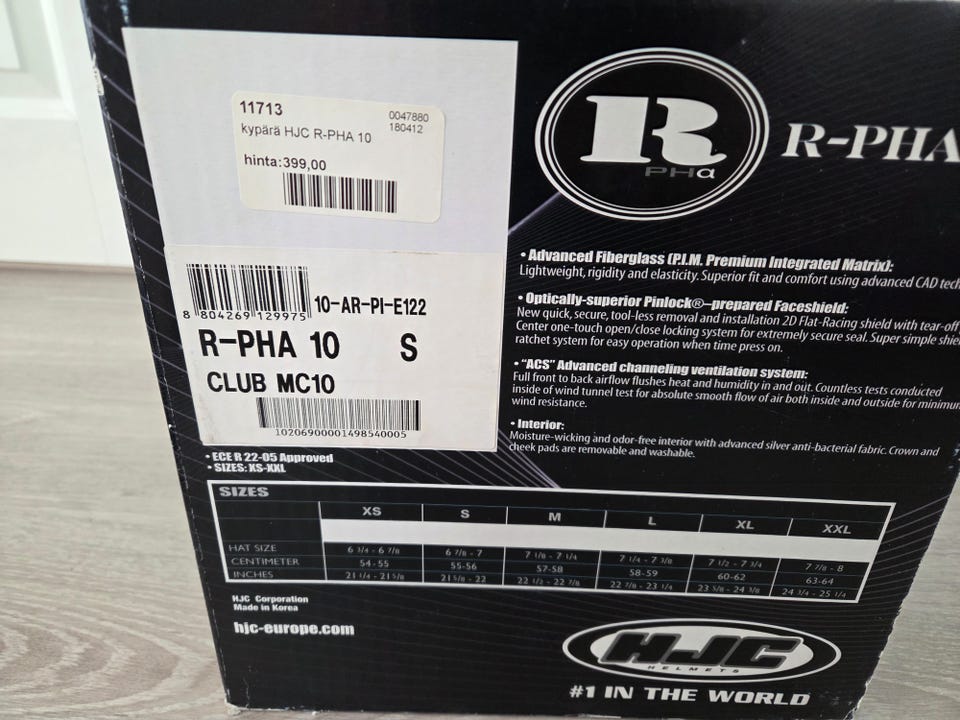 11713
0047880
kypärä HJC R-PHA 10
180412
hinta:399,00
8 804269 129975
10-AR-PI-E122
R-PHA 10 S
CLUB MC10
10206900001498540005
• ECE R 22-05 Approved
• SIZES: XS-XXL
R
PHα
R-PHA
• Advanced Fiberglass (P.I.M. Premium Integrated Matrix):
Lightweight, rigidity and elasticity. Superior fit and comfort using advanced CAD
• Optically-superior Pinlock®-prepared Faceshield:
New quick, secure, tool-less removal and installation 2D Flat-Racing shield with tear-off
Center one-touch open/close locking system for extremely secure seal. Super simple
ratchet system for easy operation when time press on.
• "ACS" Advanced channeling ventilation system:
Full front to back airflow flushes heat and humidity in and out. Countless tests conducted
inside of wind tunnel test for absolute smooth flow of air both inside and outside for minimum
wind resistance.
• Interior:
Moisture-wicking and odor-free interior with advanced silver anti-bacterial fabric. Crown and
cheek pads are removable and washable.
SIZES
XS S M L XL XXL
HAT SIZE 6 3/4 - 6 7/8 6 7/8 - 7 7 1/8 - 7 1/4 7 1/4 - 7 3/8 7 1/2 - 7 3/4 7 7/8 - 8
CENTIMETER 54-55 55-56 57-58 58-59 60-62 63-64
INCHES 21 1/4 - 21 5/8 21 5/8 - 22 22 1/2 - 22 7/8 22 7/8 - 23 1/4 23 5/8 - 24 3/8 24 3/4 - 25 1/4
HJC Corporation
Made in Korea
hjc-europe.com
HJC
HELMETS
#1 IN THE WORLD